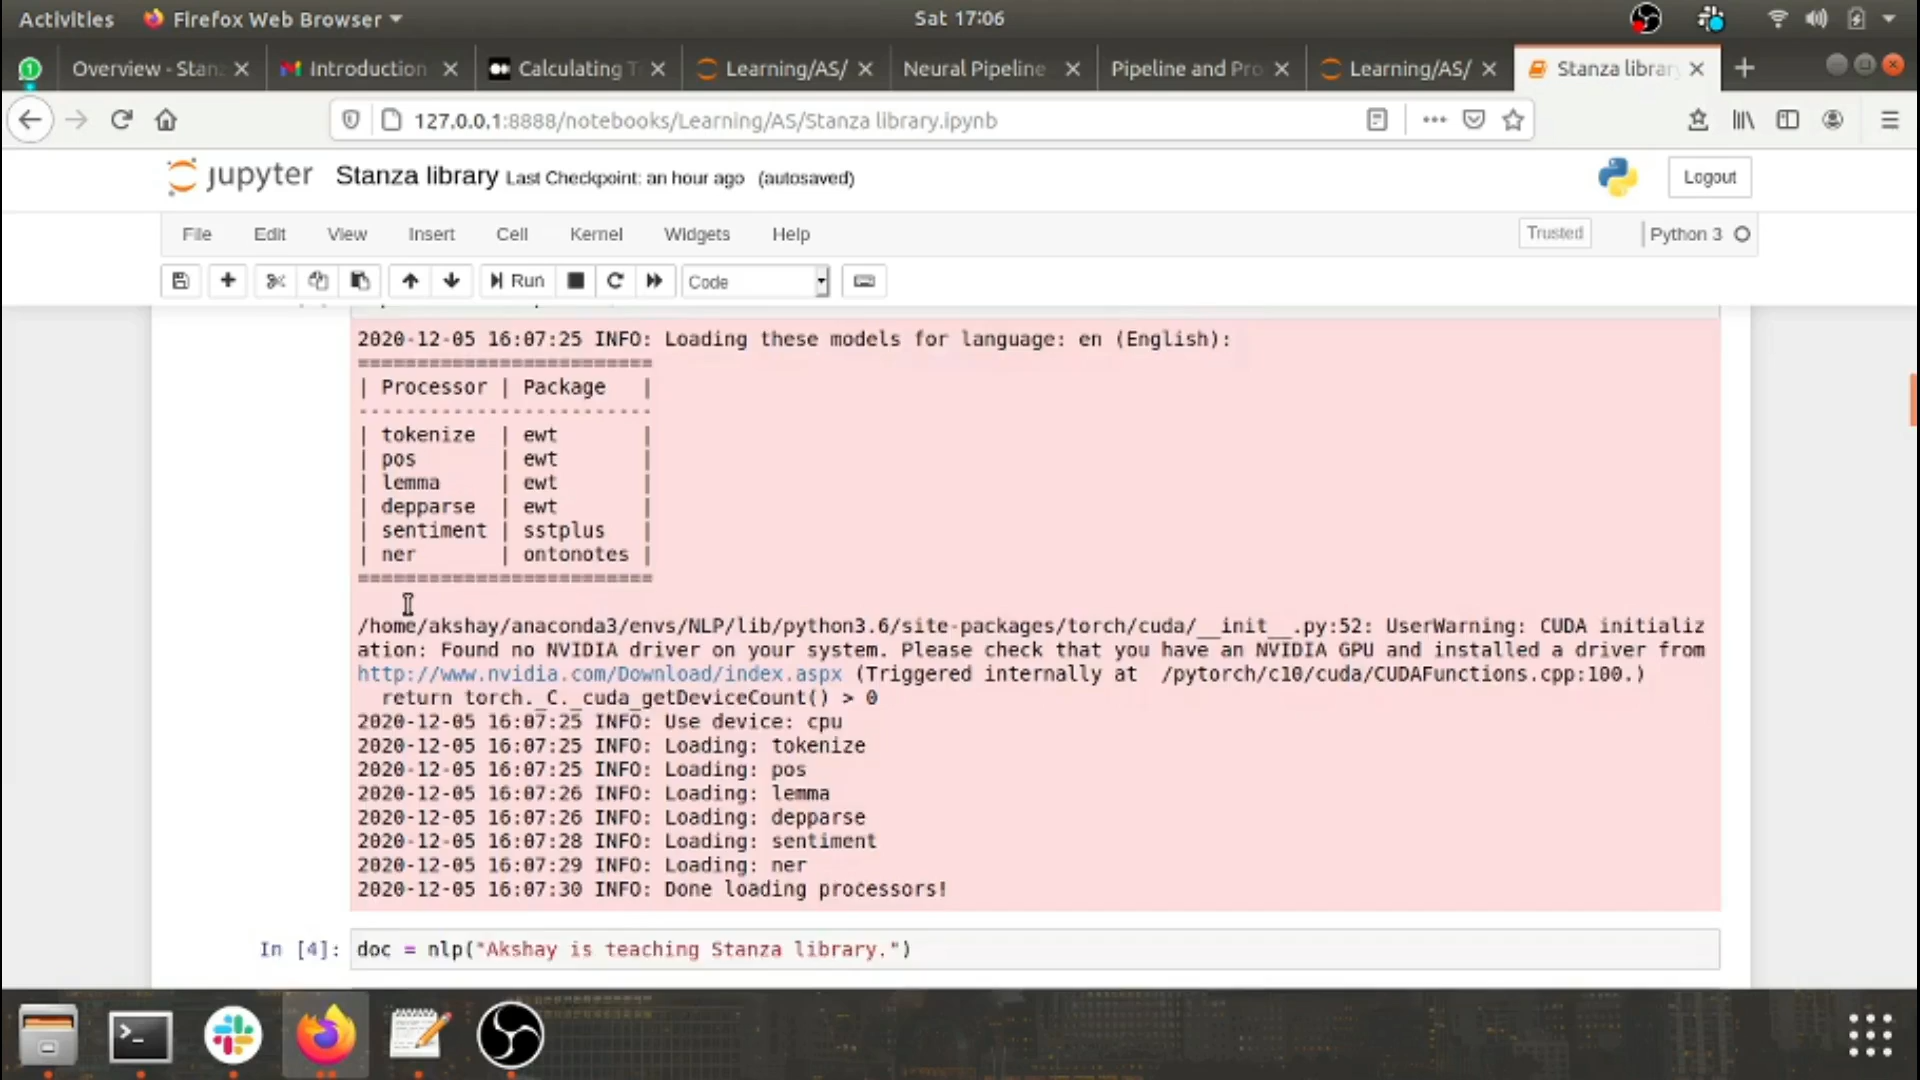 Activities Firefox Web Browser Sat 17:06
1 Overview - Stan Introduction Calculating T Learning/AS/ Neural Pipeline Pipeline and Pro Learning/AS/ Stanza librar
127.0.0.1:8888/notebooks/Learning/AS/Stanza library.ipynb
jupyter Stanza library Last Checkpoint: an hour ago (autosaved) Logout
File Edit View Insert Cell Kernel Widgets Help Trusted Python 3
Run Code
2020-12-05 16:07:25 INFO: Loading these models for language: en (English):
=========================
| Processor | Package   |
-------------------------
| tokenize  | ewt       |
| pos       | ewt       |
| lemma     | ewt       |
| depparse  | ewt       |
| sentiment | sstplus   |
| ner       | ontonotes |
=========================
/home/akshay/anaconda3/envs/NLP/lib/python3.6/site-packages/torch/cuda/__init__.py:52: UserWarning: CUDA initializ
ation: Found no NVIDIA driver on your system. Please check that you have an NVIDIA GPU and installed a driver from
http://www.nvidia.com/Download/index.aspx (Triggered internally at  /pytorch/c10/cuda/CUDAFunctions.cpp:100.)
return torch._C._cuda_getDeviceCount() > 0
2020-12-05 16:07:25 INFO: Use device: cpu
2020-12-05 16:07:25 INFO: Loading: tokenize
2020-12-05 16:07:25 INFO: Loading: pos
2020-12-05 16:07:26 INFO: Loading: lemma
2020-12-05 16:07:26 INFO: Loading: depparse
2020-12-05 16:07:28 INFO: Loading: sentiment
2020-12-05 16:07:29 INFO: Loading: ner
2020-12-05 16:07:30 INFO: Done loading processors!
In [4]: doc = nlp("Akshay is teaching Stanza library.")